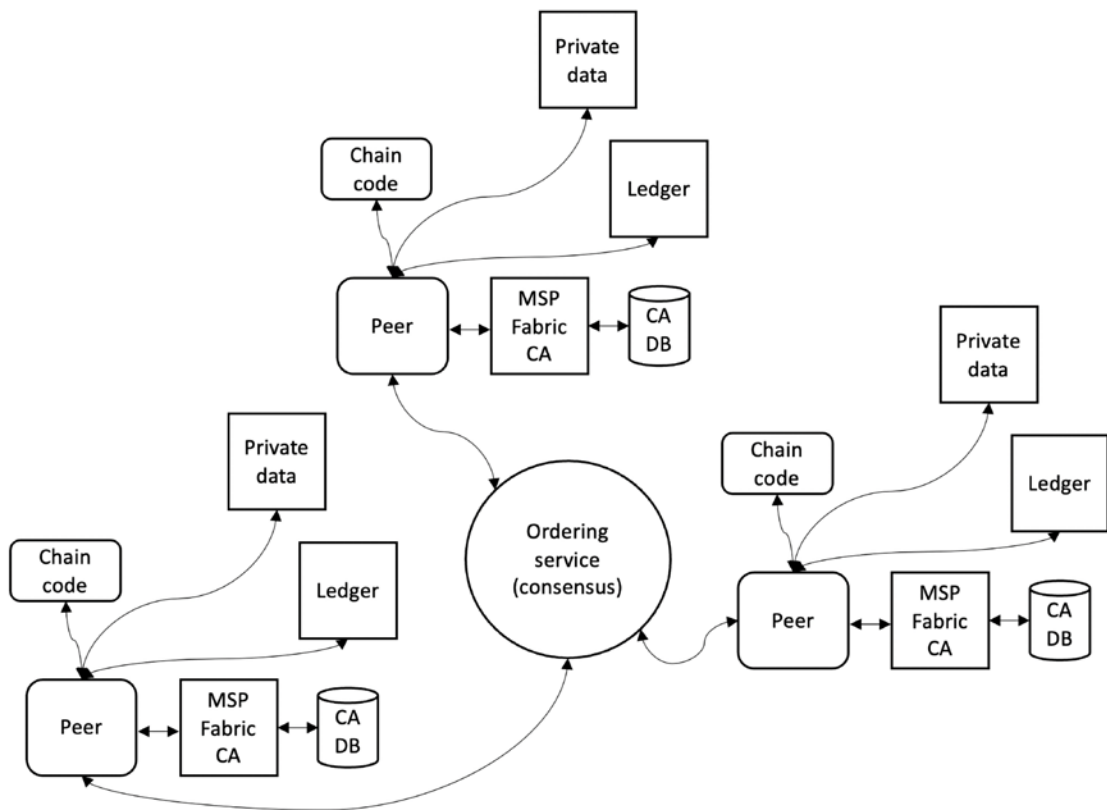 Private
data
Chain
code
Ledger
Peer
MSP
Fabric
CA
CA
DB
Private
data
Chain
code
Ledger
Peer
MSP
Fabric
CA
CA
DB
Ordering
service
(consensus)
Private
data
Chain
code
Ledger
Peer
MSP
Fabric
CA
CA
DB